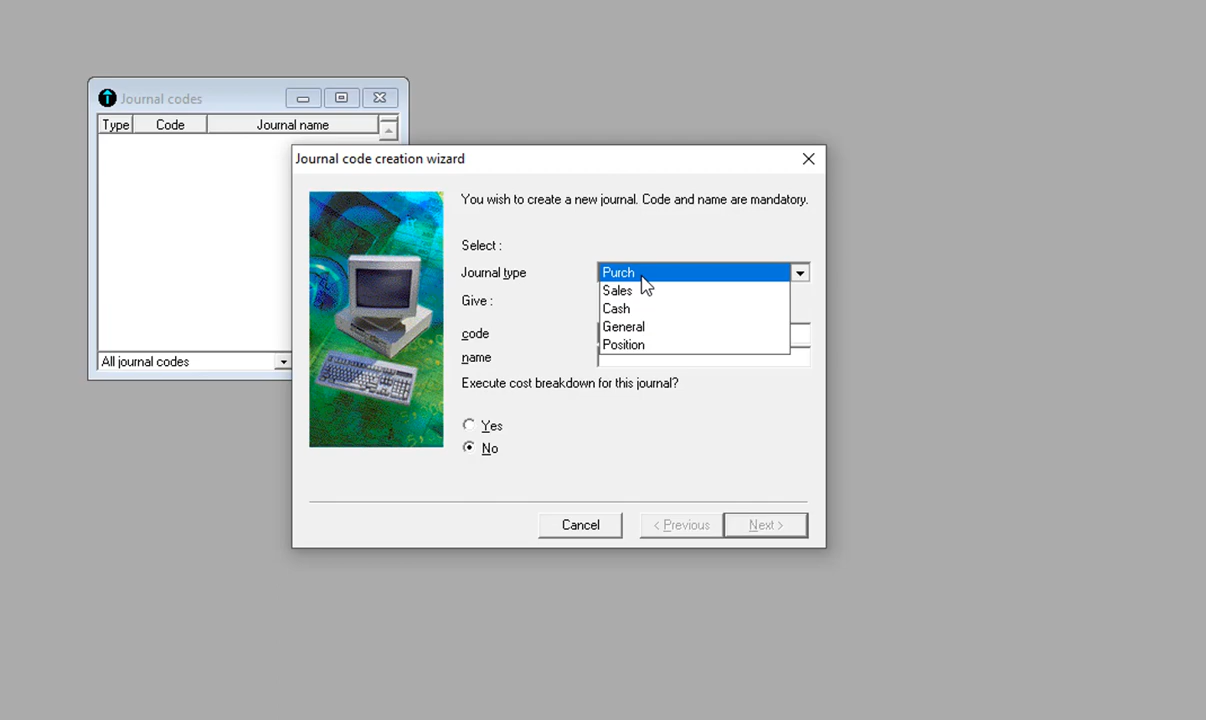 Journal codes
Type Code Journal name
All journal codes
Journal code creation wizard
You wish to create a new journal. Code and name are mandatory.
Select :
Journal type Purch
Sales
Give :
Cash
General
code
Position
name
Execute cost breakdown for this journal?
Yes
No
Cancel < Previous Next >